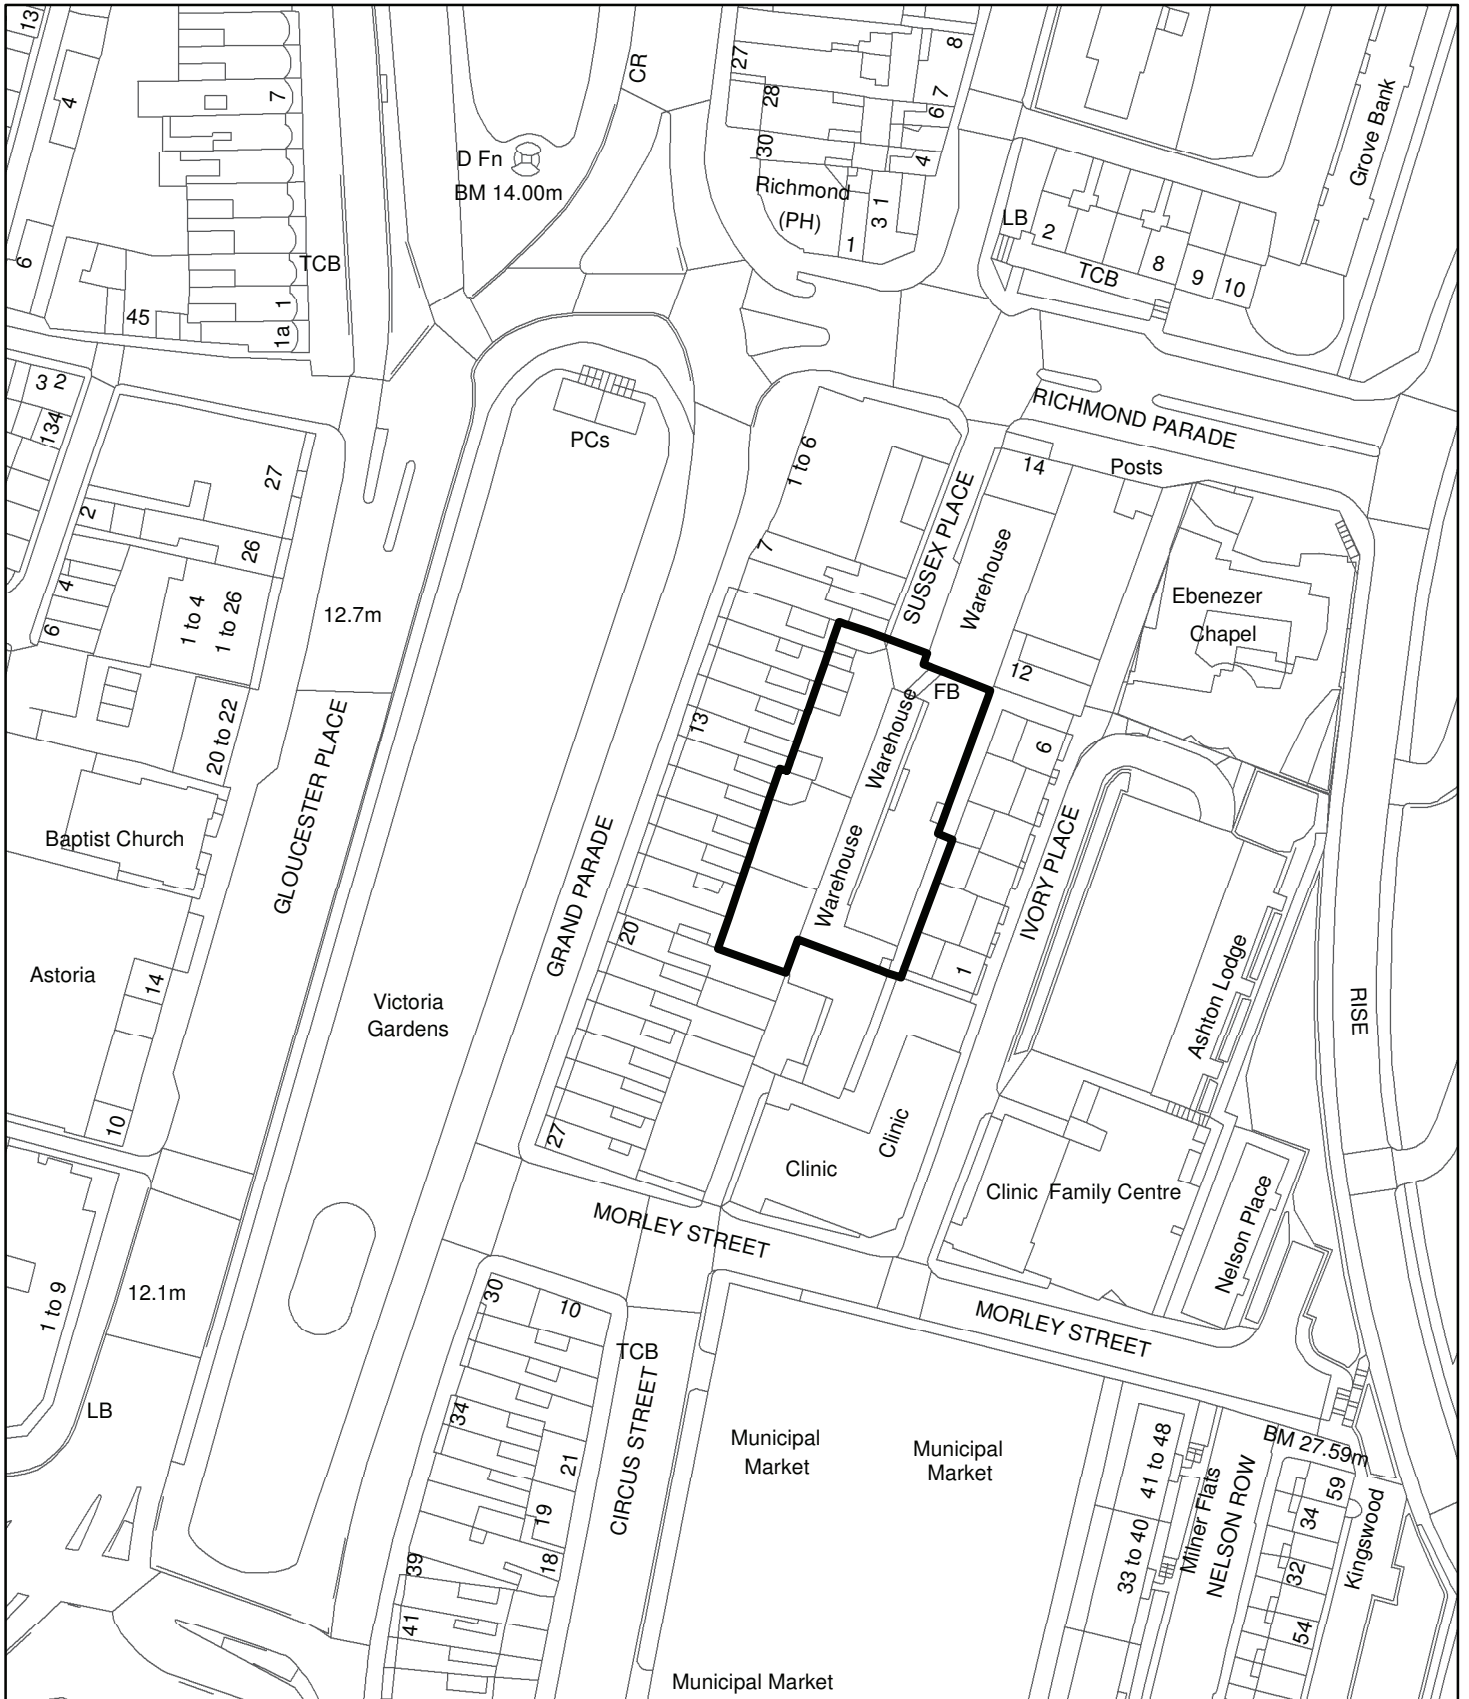 13
4
7
CR
27
28
30
8
7
6
4
Grove Bank
D Fn
BM 14.00m
Richmond
(PH)
1
3
1
LB
2
TCB
8
9
10
6
TCB
45
1
1a
3 2
134
PCs
1 to 6
RICHMOND PARADE
14
Posts
27
2
26
SUSSEX PLACE
Warehouse
7
4
6
1 to 4
1 to 26
12.7m
Ebenezer
Chapel
12
FB
Warehouse
13
20 to 22
GLOUCESTER PLACE
6
Baptist Church
GRAND PARADE
Warehouse
IVORY PLACE
20
1
Astoria
14
Victoria
Gardens
Ashton Lodge
RISE
10
27
Clinic
Clinic
Clinic
Family Centre
Nelson Place
MORLEY STREET
1 to 9
12.1m
30
10
MORLEY STREET
TCB
CIRCUS STREET
LB
34
21
Municipal
Market
Municipal
Market
41 to 48
BM 27.59m
Milner Flats
NELSON ROW
59
34
Kingswood
19
39
18
33 to 40
32
41
54
Municipal Market